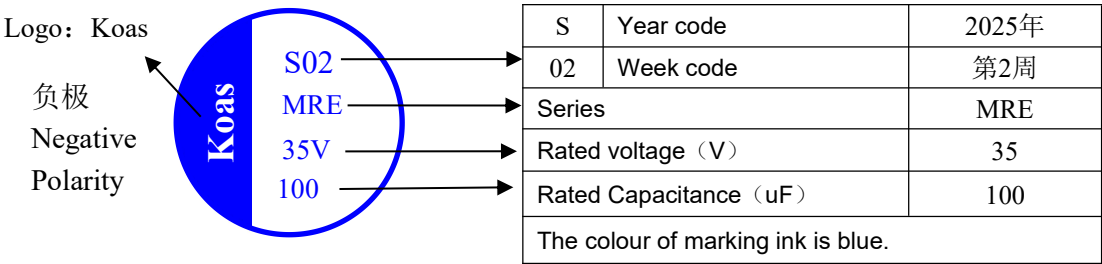 Logo：Koas
负极
Negative
Polarity
Koas
S02
MRE
35V
100
S Year code 2025年
02 Week code 第2周
Series MRE
Rated voltage（V） 35
Rated Capacitance（uF） 100
The colour of marking ink is blue.